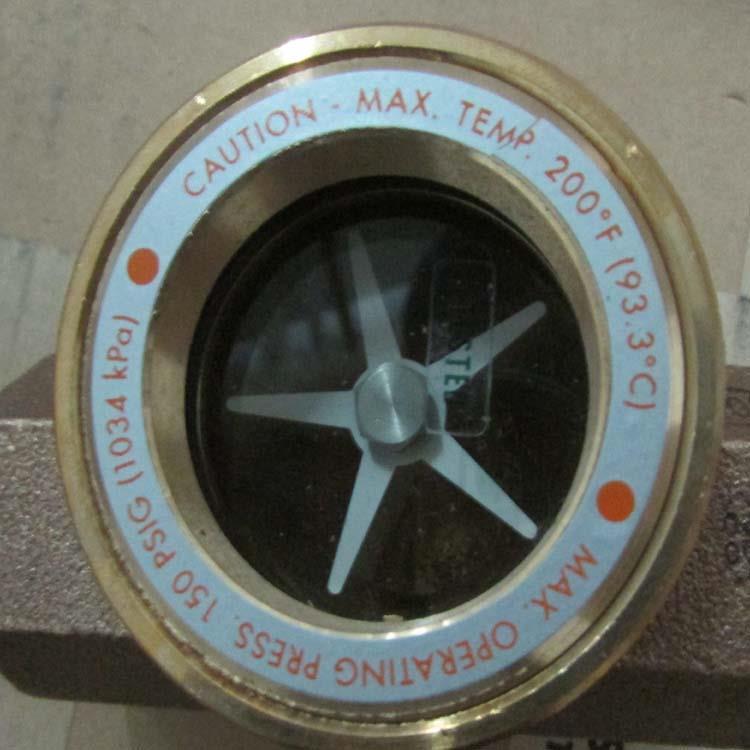 CAUTION - MAX. TEMP. 200°F (93.3°C)
MAX. OPERATING PRESS. 150 PSIG (1034 kPa)